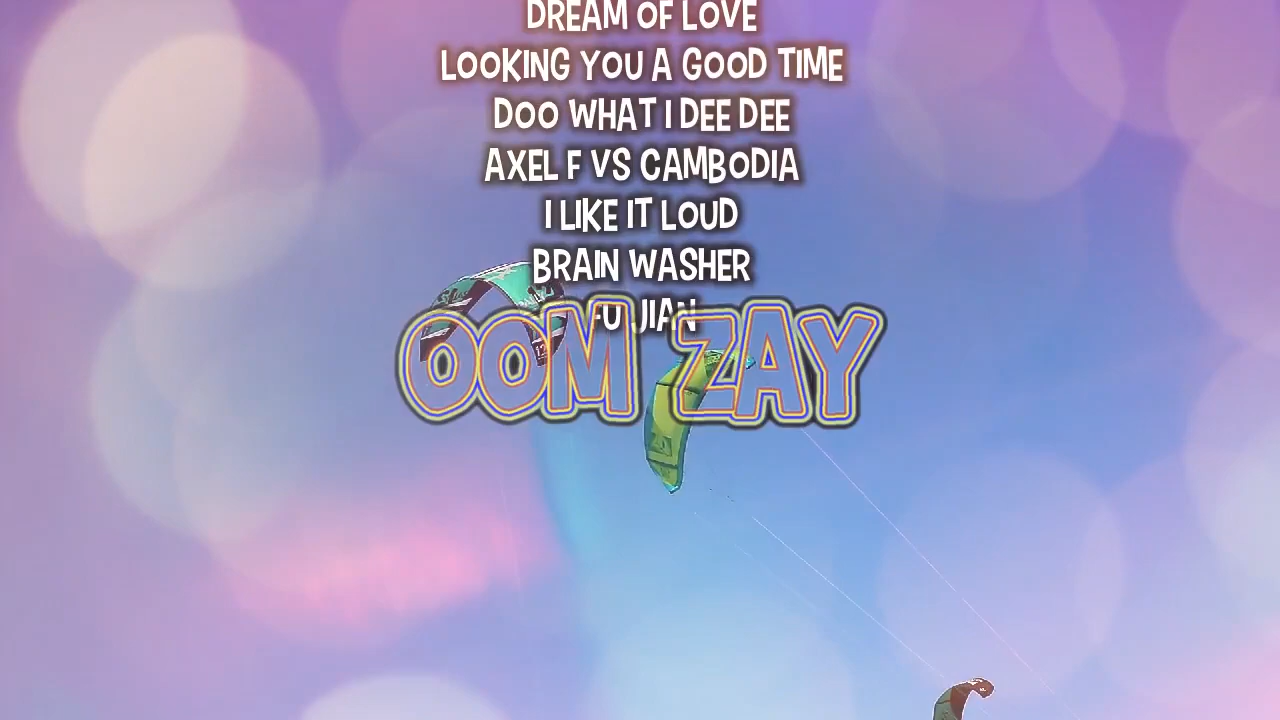 DREAM OF LOVE
LOOKING YOU A GOOD TIME
DOO WHAT I DEE DEE
AXEL F VS CAMBODIA
I LIKE IT LOUD
BRAIN WASHER
FU JIAN
OOM ZAY